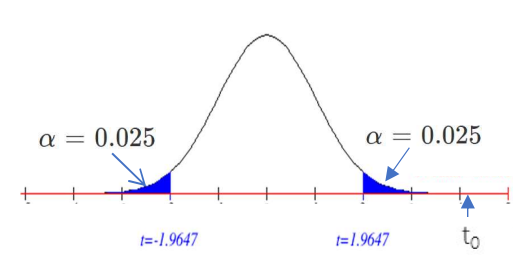 α = 0.025
α = 0.025
t=-1.9647
t=1.9647
t₀